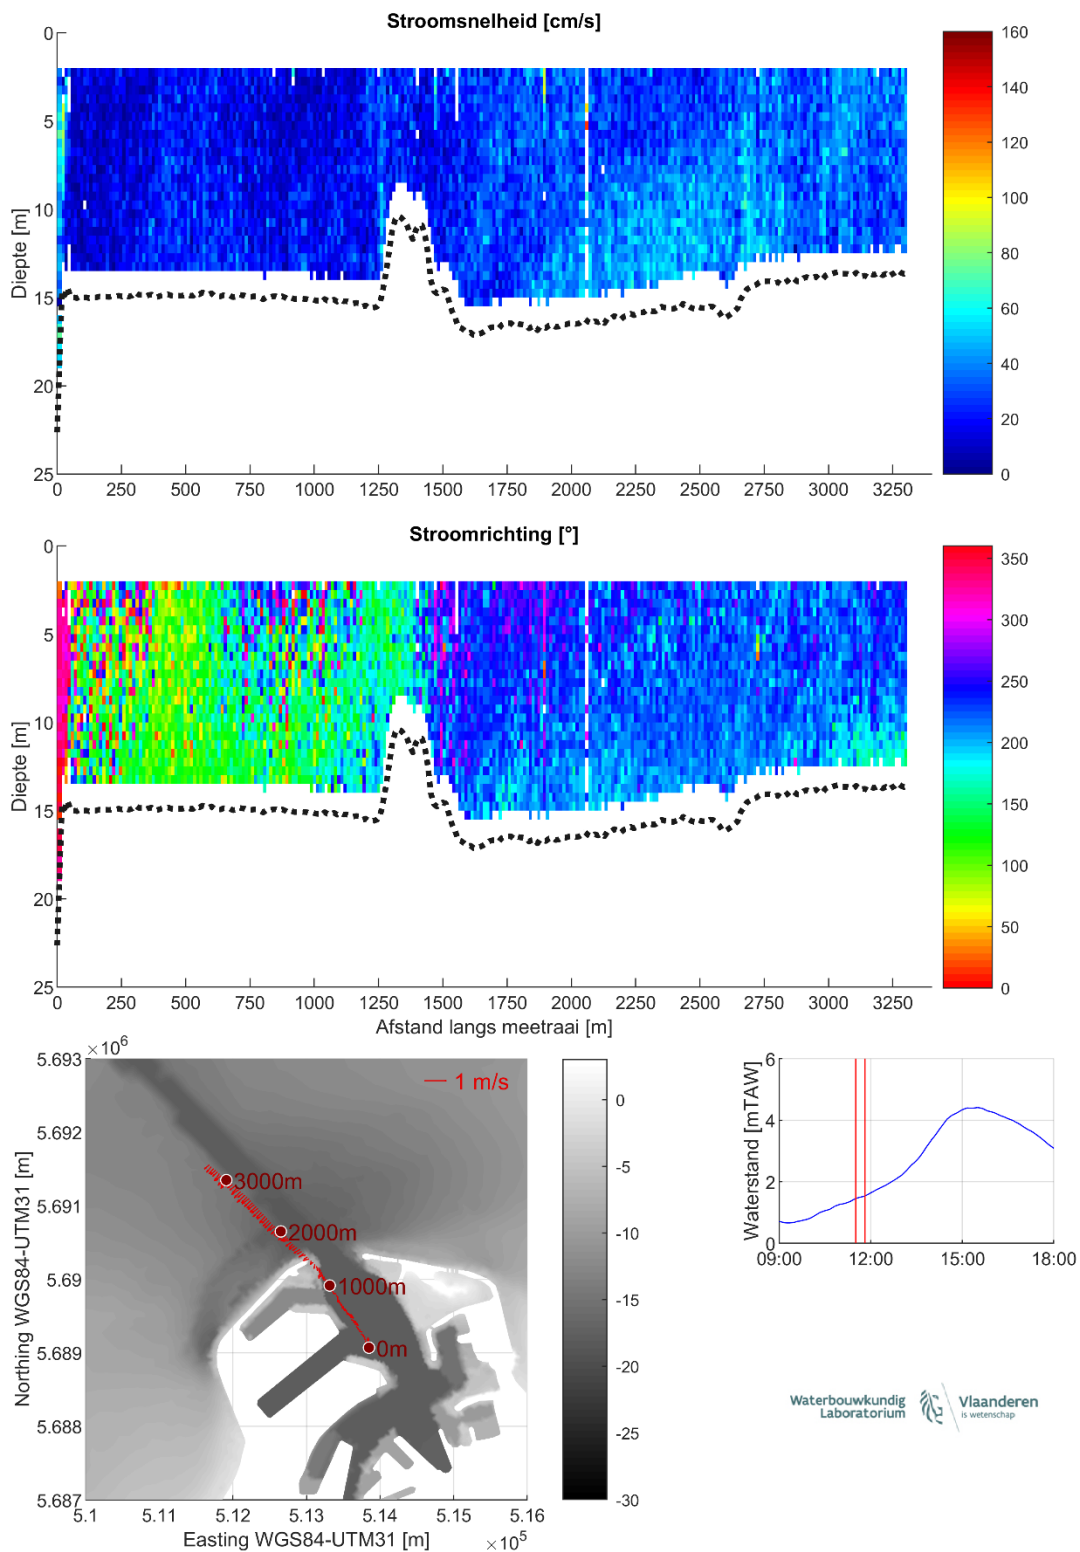 Stroomsnelheid [cm/s]
Diepte [m]
0
5
10
15
20
25
0 250 500 750 1000 1250 1500 1750 2000 2250 2500 2750 3000 3250
160
140
120
100
80
60
40
20
0
Stroomrichting [°]
Diepte [m]
0
5
10
15
20
25
0 250 500 750 1000 1250 1500 1750 2000 2250 2500 2750 3000 3250
Afstand langs meetraai [m]
350
300
250
200
150
100
50
0
×10⁶
Northing WGS84-UTM31 [m]
5.693
5.692
5.691
5.69
5.689
5.688
5.687
1 m/s
3000m
2000m
1000m
0m
5.1 5.11 5.12 5.13 5.14 5.15 5.16
Easting WGS84-UTM31 [m]
×10⁵
0
-5
-10
-15
-20
-25
-30
Waterstand [mTAW]
6
4
2
0
09:00 12:00 15:00 18:00
Waterbouwkundig
Laboratorium
Vlaanderen
is wetenschap